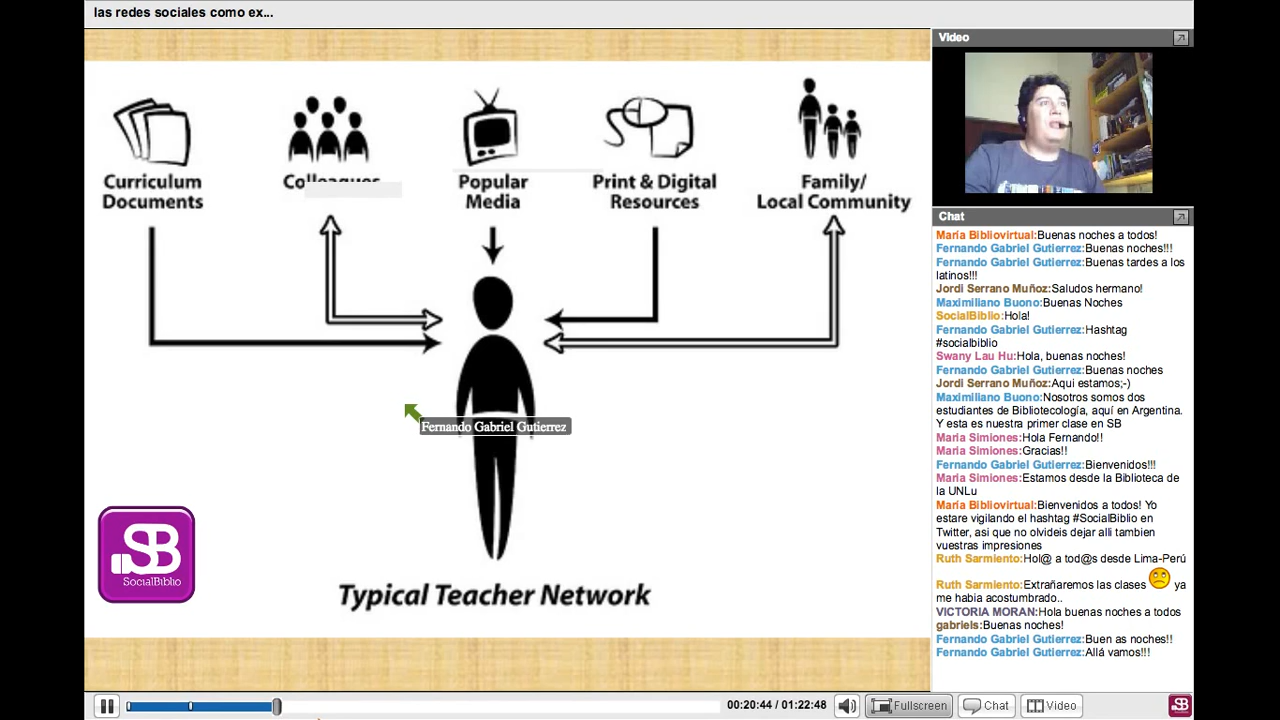 las redes sociales como ex...
Curriculum
Documents
Colleagues
Popular
Media
Print & Digital
Resources
Family/
Local Community
Fernando Gabriel Gutierrez
SB
SocialBiblio
Typical Teacher Network
Video
Chat
María Bibliovirtual:Buenas noches a todos!
Fernando Gabriel Gutierrez:Buenas noches!!!
Fernando Gabriel Gutierrez:Buenas tardes a los
latinos!!!
Jordi Serrano Muñoz:Saludos hermano!
Maximiliano Buono:Buenas Noches
SocialBiblio:Hola!
Fernando Gabriel Gutierrez:Hashtag
#socialbiblio
Swany Lau Hu:Hola, buenas noches!
Fernando Gabriel Gutierrez:Buenas noches
Jordi Serrano Muñoz:Aqui estamos;-)
Maximiliano Buono:Nosotros somos dos
estudiantes de Bibliotecología, aquí en Argentina.
Y esta es nuestra primer clase en SB
Maria Simiones:Hola Fernando!!
Maria Simiones:Gracias!!
Fernando Gabriel Gutierrez:Bienvenidos!!!
Maria Simiones:Estamos desde la Biblioteca de
la UNLu
María Bibliovirtual:Bienvenidos a todos! Yo
estare vigilando el hashtag #SocialBiblio en
Twitter, asi que no olvideis dejar alli tambien
vuestras impresiones
Ruth Sarmiento:Hol@ a tod@s desde Lima-Perú
Ruth Sarmiento:Extrañaremos las clases ya
me habia acostumbrado..
VICTORIA MORAN:Hola buenas noches a todos
gabriels:Buenas noches!
Fernando Gabriel Gutierrez:Buen as noches!!
Fernando Gabriel Gutierrez:Allá vamos!!!
00:20:44 / 01:22:48
Fullscreen
Chat
Video
SB